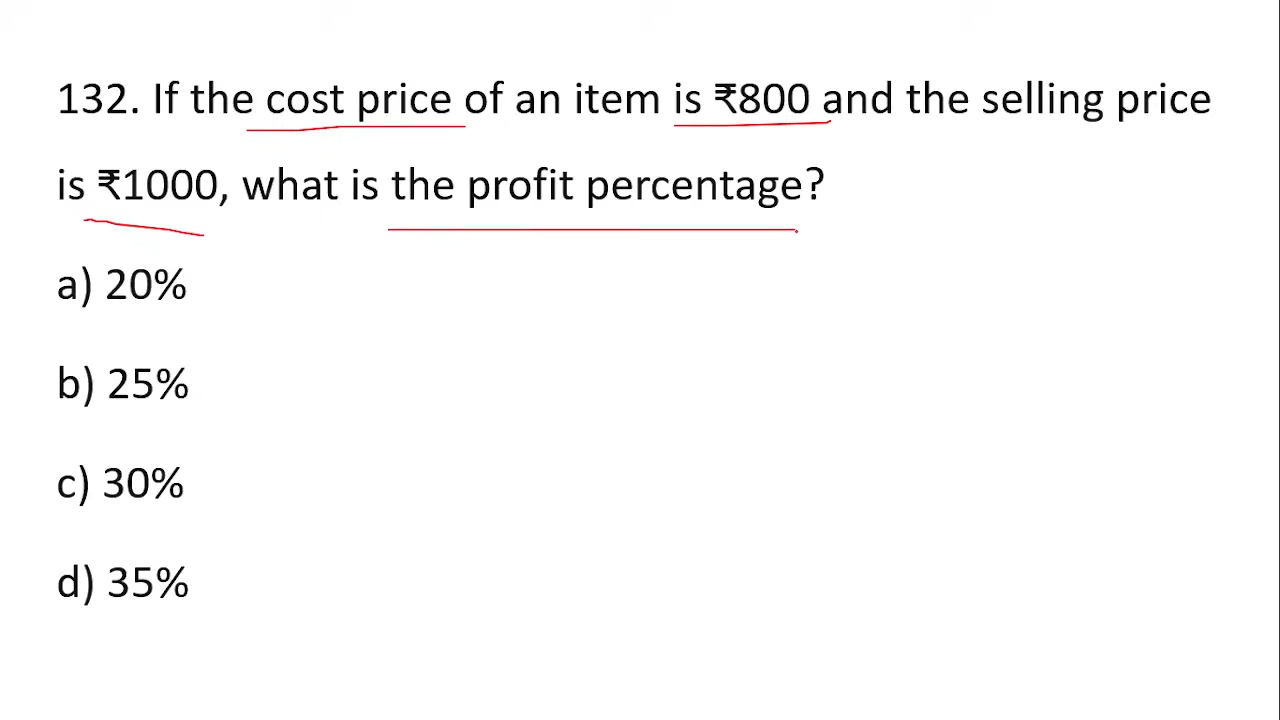 132. If the cost price of an item is ₹800 and the selling price
is ₹1000, what is the profit percentage?
a) 20%
b) 25%
c) 30%
d) 35%